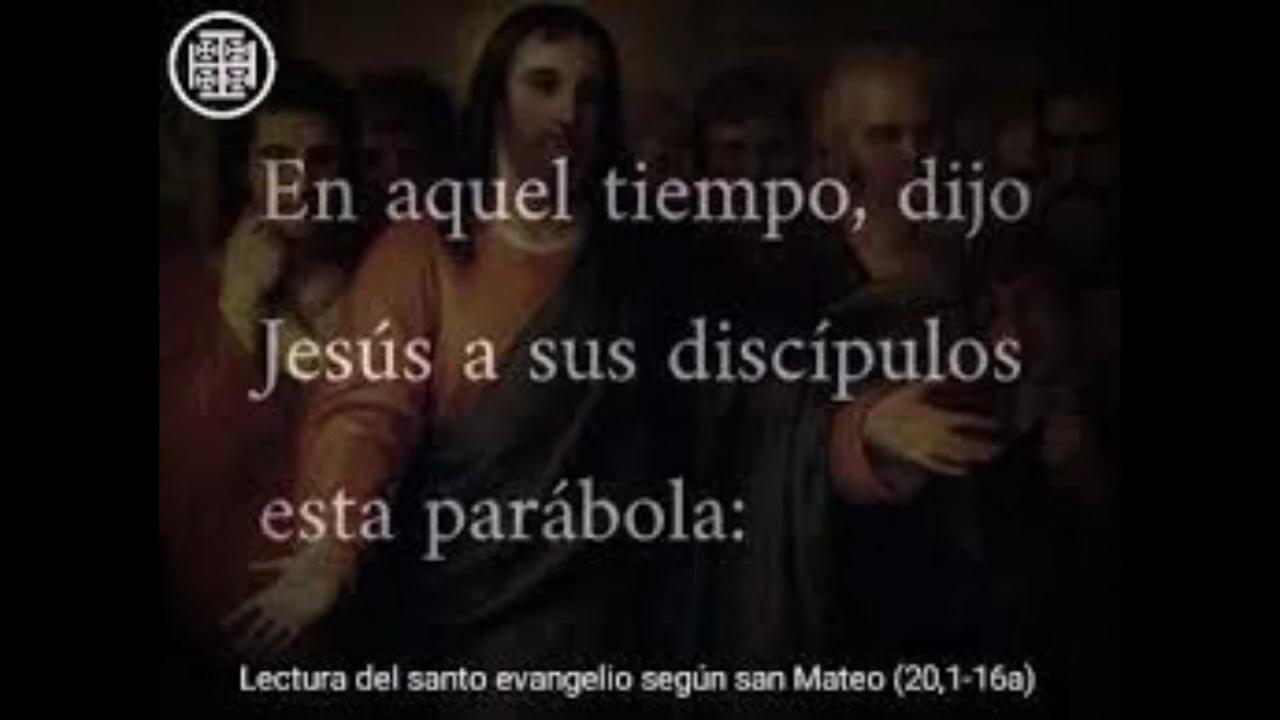 En aquel tiempo, dijo
Jesús a sus discípulos
esta parábola:
Lectura del santo evangelio según san Mateo (20,1-16a)